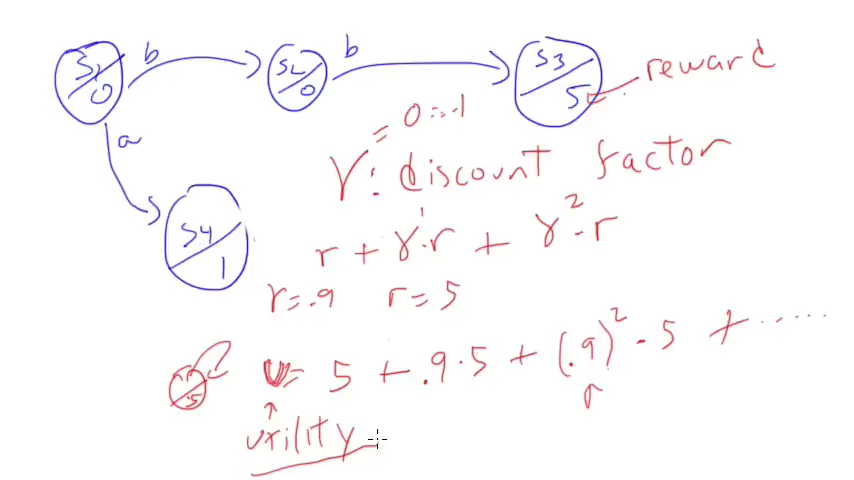 b
b
S1
0
S2
0
S3
5
reward
a
= 0 - 1
γ: discount factor
S4
1
r + γ¹·r + γ²·r
γ=.9 r=5
U= 5 + .9·5 + (.9)²·5 + .....
.5
r
utility